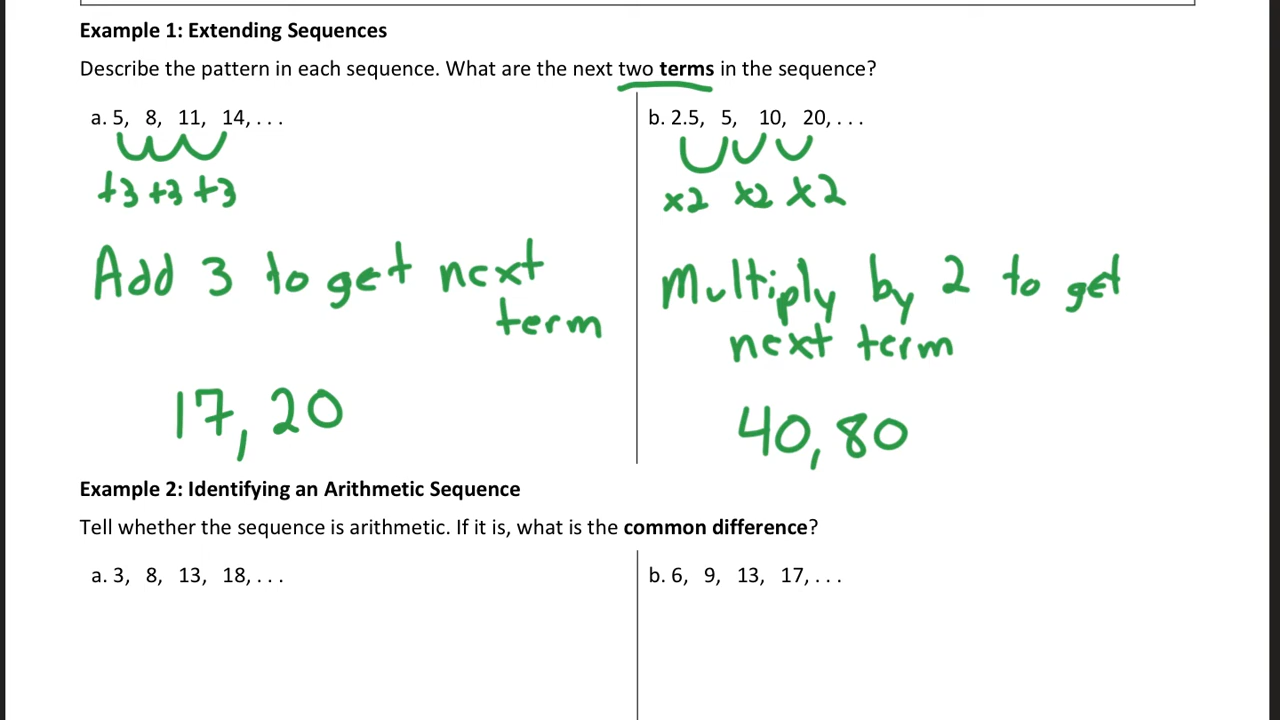 Example 1: Extending Sequences
Describe the pattern in each sequence. What are the next two terms in the sequence?
a. 5, 8, 11, 14, . . .
+3 +3 +3
Add 3 to get next
term
17, 20
b. 2.5, 5, 10, 20, . . .
x2 x2 x2
Multiply by 2 to get
next term
40, 80
Example 2: Identifying an Arithmetic Sequence
Tell whether the sequence is arithmetic. If it is, what is the common difference?
a. 3, 8, 13, 18, . . .
b. 6, 9, 13, 17, . . .